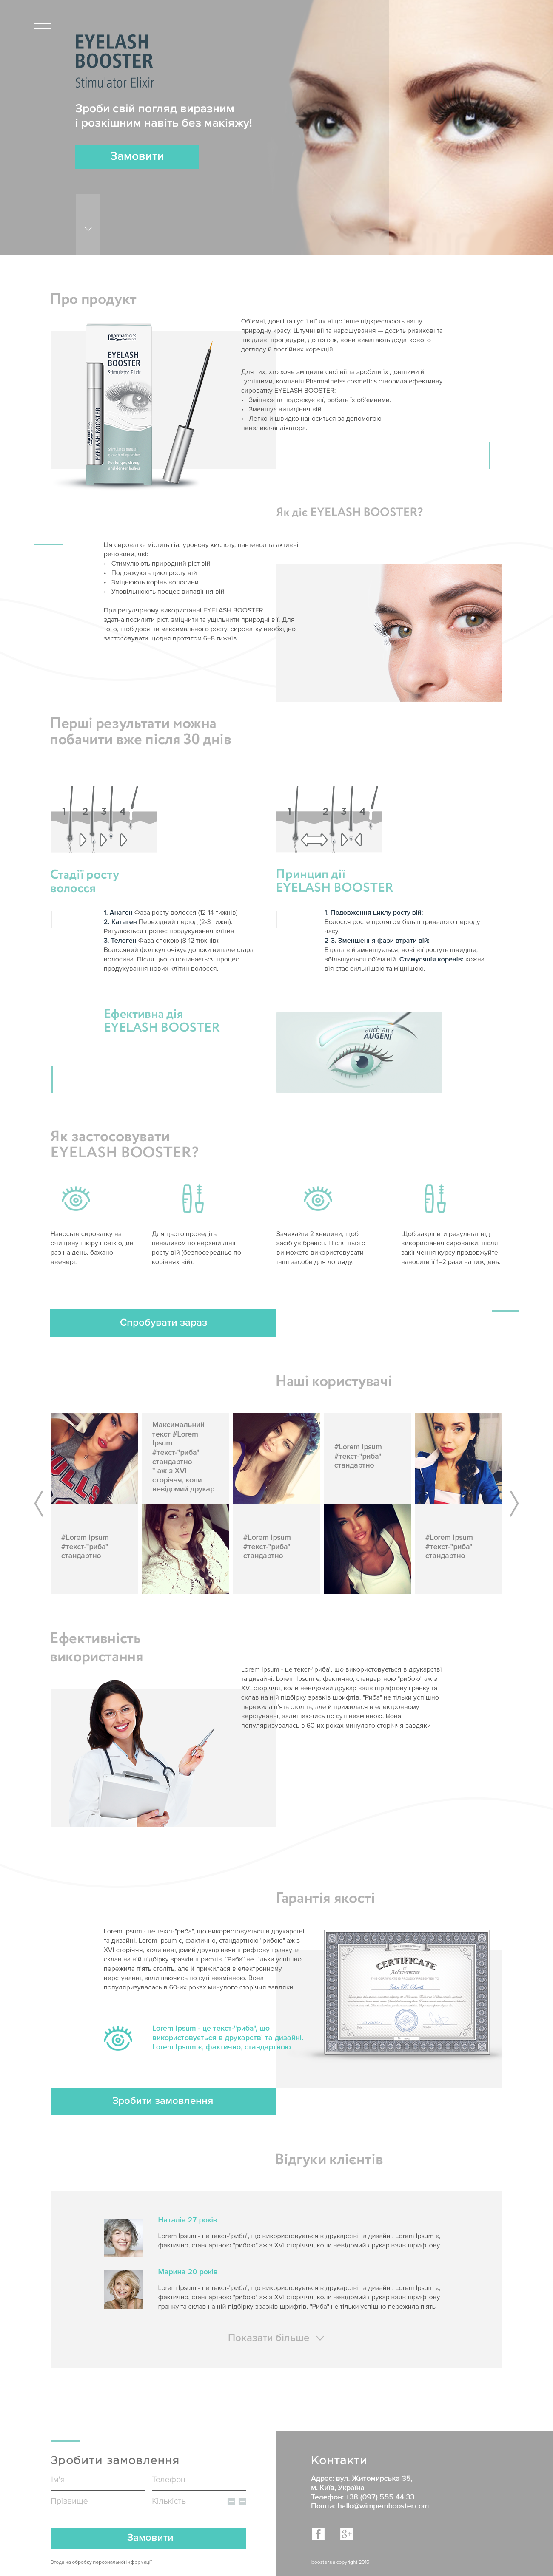 EYELASH
BOOSTER
Stimulator Elixir
Зроби свій погляд виразним
і розкішним навіть без макіяжу!
Замовити
Про продукт
pharmatheiss
EYELASH
BOOSTER
Stimulator Elixir
EYELASH BOOSTER
Об'ємні, довгі та густі вії як ніщо інше підкреслюють нашу
природну красу. Штучні вії та нарощування — досить ризикові та
шкідливі процедури, до того ж, вони вимагають додаткового
догляду й постійних корекцій.
Для тих, хто хоче зміцнити свої вії та зробити їх довшими й
густішими, компанія Pharmatheiss cosmetics створила ефективну
сироватку EYELASH BOOSTER:
• Зміцнює та подовжує вії, робить їх об'ємними.
• Зменшує випадіння вій.
• Легко й швидко наноситься за допомогою
пензлика-аплікатора.
Як діє EYELASH BOOSTER?
Ця сироватка містить гіалуронову кислоту, пантенол та активні
речовини, які:
• Стимулюють природний ріст вій
• Подовжують цикл росту вій
• Зміцнюють корінь волосини
• Уповільнюють процес випадіння вій
При регулярному використанні EYELASH BOOSTER
здатна посилити ріст, зміцнити та ущільнити природні вії. Для
того, щоб досягти максимального росту, сироватку необхідно
застосовувати щодня протягом 6–8 тижнів.
Перші результати можна
побачити вже після 30 днів
1 2 3 4
1 2 3 4
Стадії росту
волосся
1. Анаген Фаза росту волосся (12-14 тижнів)
2. Катаген Перехідний період (2-3 тижні):
Регулюється процес продукування клітин
3. Телоген Фаза спокою (8-12 тижнів):
Волосяний фолікул очікує допоки випаде стара
волосина. Після цього починається процес
продукування нових клітин волосся.
Принцип дії
EYELASH BOOSTER
1. Подовження циклу росту вій:
Волосся росте протягом більш тривалого періоду
часу.
2-3. Зменшення фази втрати вій:
Втрата вій зменшується, нові вії ростуть швидше,
збільшується об'єм вій. Стимуляція коренів: кожна
вія стає сильнішою та міцнішою.
Ефективна дія
EYELASH BOOSTER
auch an
AUGEN!
Як застосовувати
EYELASH BOOSTER?
Наносьте сироватку на
очищену шкіру повік один
раз на день, бажано
ввечері.
Для цього проведіть
пензликом по верхній лінії
росту вій (безпосередньо по
коріннях вій).
Зачекайте 2 хвилини, щоб
засіб увібрався. Після цього
ви можете використовувати
інші засоби для догляду.
Щоб закріпити результат від
використання сироватки, після
закінчення курсу продовжуйте
наносити її 1–2 рази на тиждень.
Спробувати зараз
Наші користувачі
Максимальний
текст #Lorem
Ipsum
#текст-"риба"
стандартно
" аж з XVI
сторіччя, коли
невідомий друкар
#Lorem Ipsum
#текст-"риба"
стандартно
#Lorem Ipsum
#текст-"риба"
стандартно
#Lorem Ipsum
#текст-"риба"
стандартно
#Lorem Ipsum
#текст-"риба"
стандартно
Ефективність
використання
Lorem Ipsum - це текст-"риба", що використовується в друкарстві
та дизайні. Lorem Ipsum є, фактично, стандартною "рибою" аж з
XVI сторіччя, коли невідомий друкар взяв шрифтову гранку та
склав на ній підбірку зразків шрифтів. "Риба" не тільки успішно
пережила п'ять століть, але й прижилася в електронному
верстуванні, залишаючись по суті незмінною. Вона
популяризувалась в 60-их роках минулого сторіччя завдяки
Гарантія якості
Lorem Ipsum - це текст-"риба", що використовується в друкарстві
та дизайні. Lorem Ipsum є, фактично, стандартною "рибою" аж з
XVI сторіччя, коли невідомий друкар взяв шрифтову гранку та
склав на ній підбірку зразків шрифтів. "Риба" не тільки успішно
пережила п'ять століть, але й прижилася в електронному
верстуванні, залишаючись по суті незмінною. Вона
популяризувалась в 60-их роках минулого сторіччя завдяки
CERTIFICATE
of Achievement
John R. Smith
Lorem Ipsum - це текст-"риба", що
використовується в друкарстві та дизайні.
Lorem Ipsum є, фактично, стандартною
Зробити замовлення
Відгуки клієнтів
Наталія 27 років
Lorem Ipsum - це текст-"риба", що використовується в друкарстві та дизайні. Lorem Ipsum є,
фактично, стандартною "рибою" аж з XVI сторіччя, коли невідомий друкар взяв шрифтову
Марина 20 років
Lorem Ipsum - це текст-"риба", що використовується в друкарстві та дизайні. Lorem Ipsum є,
фактично, стандартною "рибою" аж з XVI сторіччя, коли невідомий друкар взяв шрифтову
гранку та склав на ній підбірку зразків шрифтів. "Риба" не тільки успішно пережила п'ять
Показати більше
Зробити замовлення
Ім'я
Телефон
Прізвище
Кількість
Замовити
Згода на обробку персональної інформації
Контакти
Адрес: вул. Житомирська 35,
м. Київ, Україна
Телефон: +38 (097) 555 44 33
Пошта: hallo@wimpernbooster.com
booster.ua copyright 2016